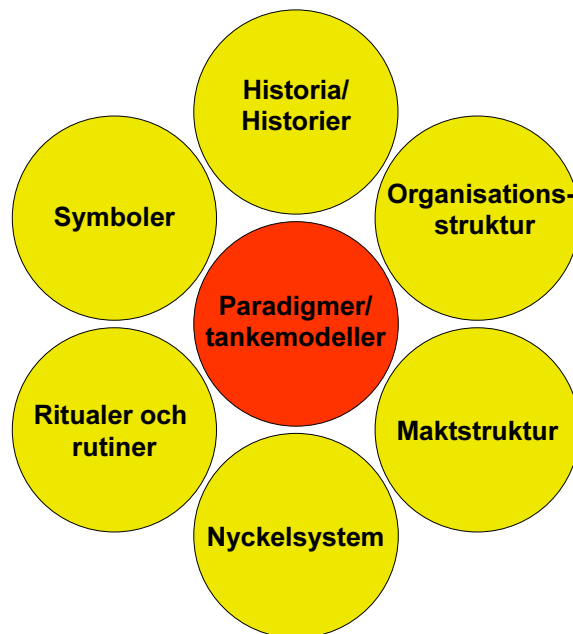 Historia/
Historier
Organisations-
struktur
Symboler
Paradigmer/
tankemodeller
Ritualer och
rutiner
Maktstruktur
Nyckelsystem